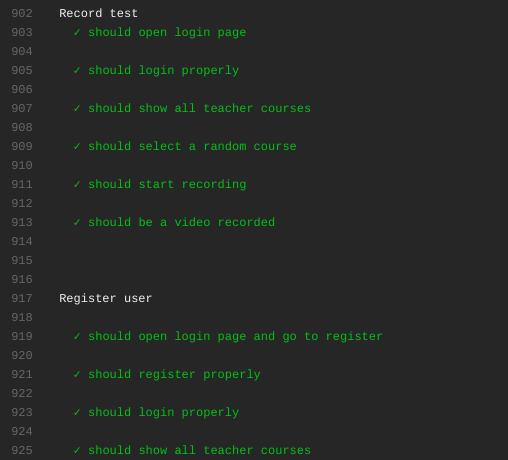 902 Record test
903 ✓ should open login page
904
905 ✓ should login properly
906
907 ✓ should show all teacher courses
908
909 ✓ should select a random course
910
911 ✓ should start recording
912
913 ✓ should be a video recorded
914
915
916
917 Register user
918
919 ✓ should open login page and go to register
920
921 ✓ should register properly
922
923 ✓ should login properly
924
925 ✓ should show all teacher courses